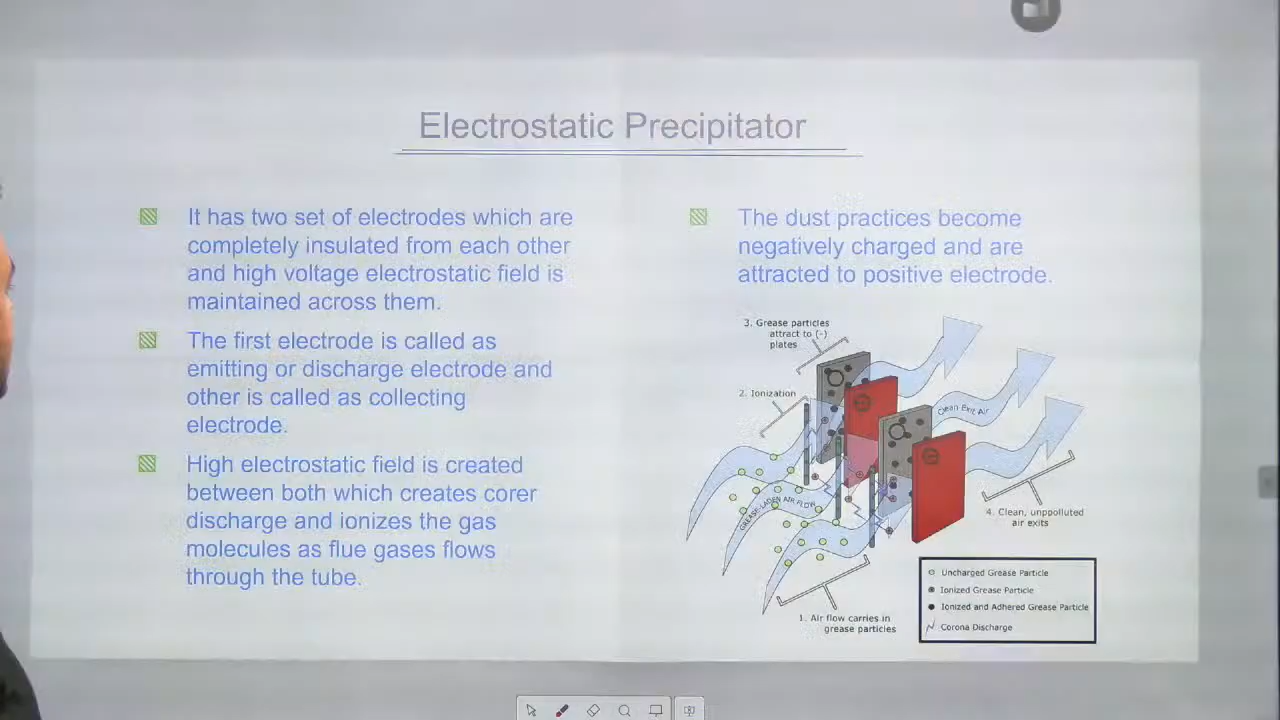 Electrostatic Precipitator
It has two set of electrodes which are
completely insulated from each other
and high voltage electrostatic field is
maintained across them.
The first electrode is called as
emitting or discharge electrode and
other is called as collecting
electrode.
High electrostatic field is created
between both which creates corer
discharge and ionizes the gas
molecules as flue gases flows
through the tube.
The dust practices become
negatively charged and are
attracted to positive electrode.
3. Grease particles
attract to (-)
plates
2. Ionization
Clean Exit Air
GREASE-LADEN AIR FLOW
4. Clean, unpolluted
air exits
1. Air flow carries in
grease particles
Uncharged Grease Particle
Ionized Grease Particle
Ionized and Adhered Grease Particle
Corona Discharge